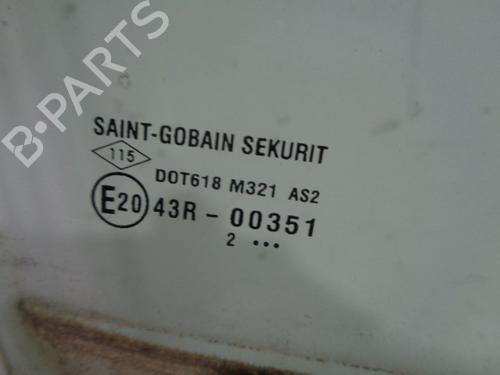 B-PARTS
SAINT-GOBAIN SEKURIT
115
DOT618 M321 AS2
E20 43R - 00351
2 •••